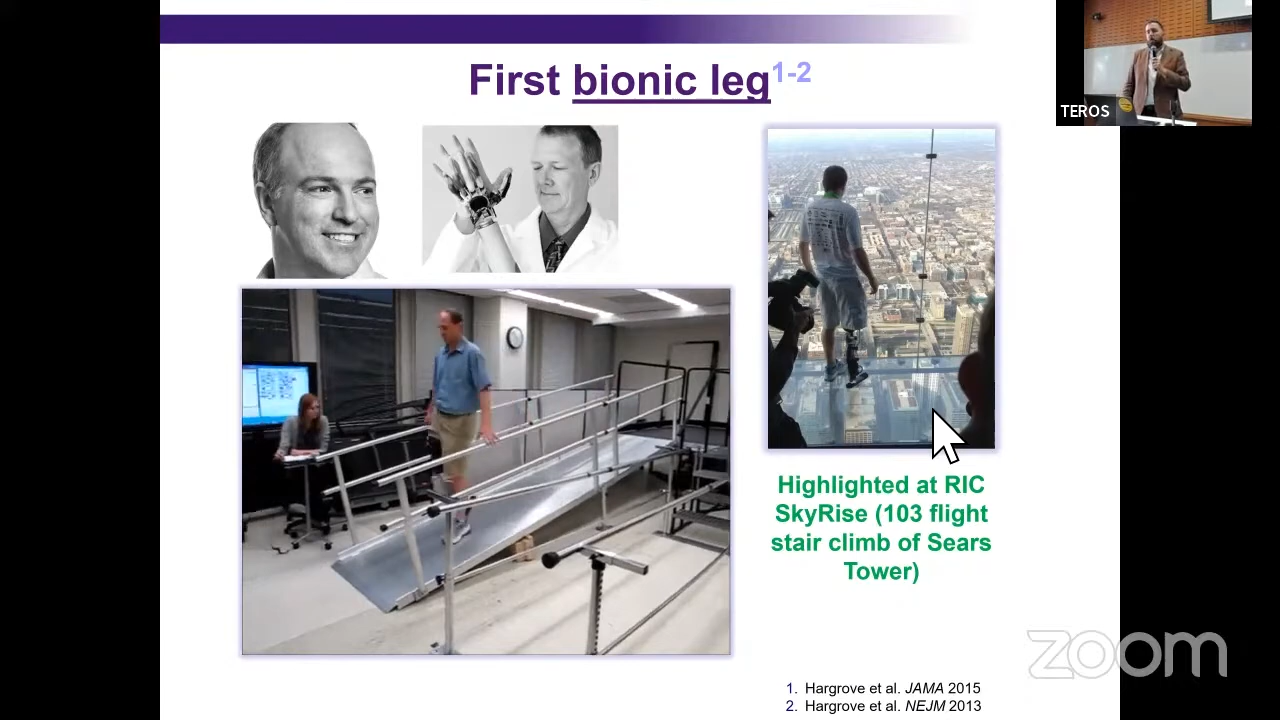 First bionic leg1-2
TEROS
Highlighted at RIC
SkyRise (103 flight
stair climb of Sears
Tower)
zoom
1. Hargrove et al. JAMA 2015
2. Hargrove et al. NEJM 2013